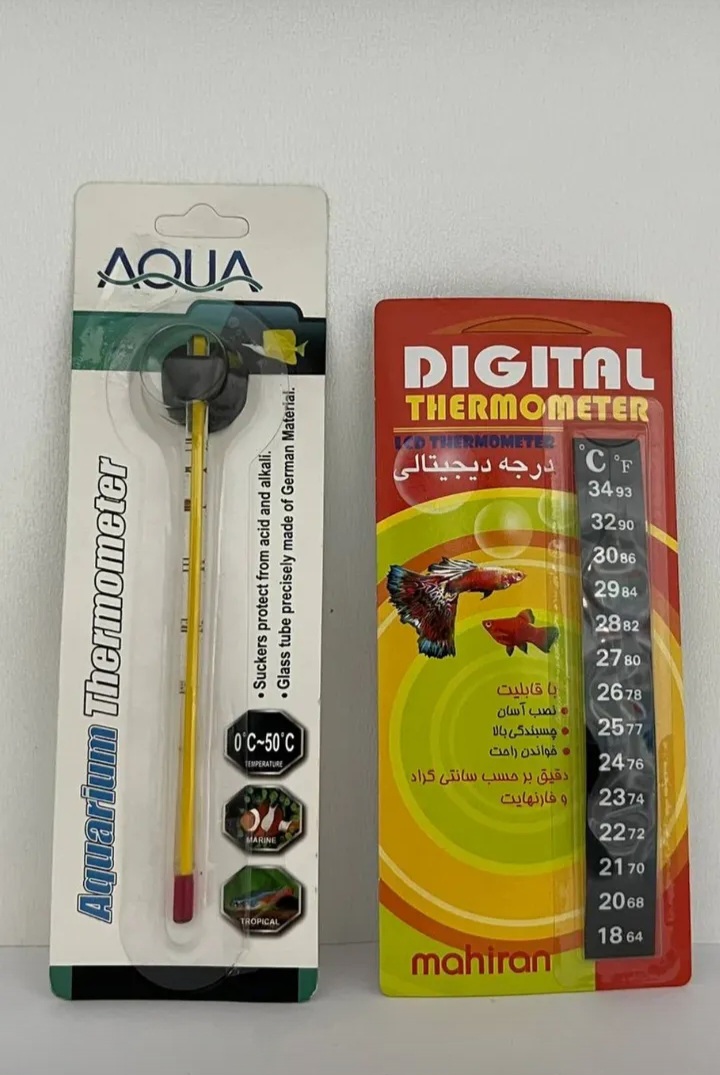 AQUA
Aquarium Thermometer
• Suckers protect from acid and alkali.
• Glass tube precisely made of German Material.
0°C~50°C
TEMPERATURE
MARINE
TROPICAL
DIGITAL
THERMOMETER
LCD THERMOMETER
درجه دیجیتالی
با قابلیت
• نصب آسان
• چسبندگی بالا
• خواندن راحت
دقیق بر حسب سانتی گراد
و فارنهایت
mahiran
°C °F
34 93
32 90
30 86
29 84
28 82
27 80
26 78
25 77
24 76
23 74
22 72
21 70
20 68
18 64